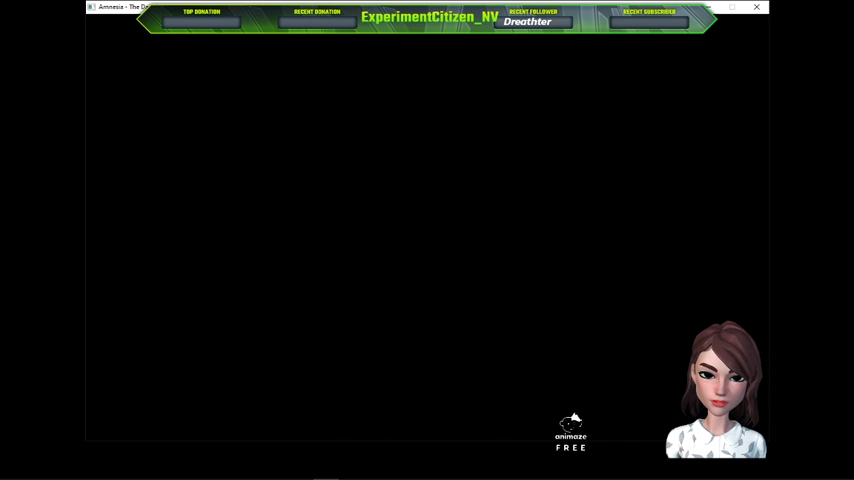 Amnesia - The Da
TOP DONATION
RECENT DONATION
ExperimentCitizen_NV
RECENT FOLLOWER
Dreathter
RECENT SUBSCRIBER
animaze
FREE